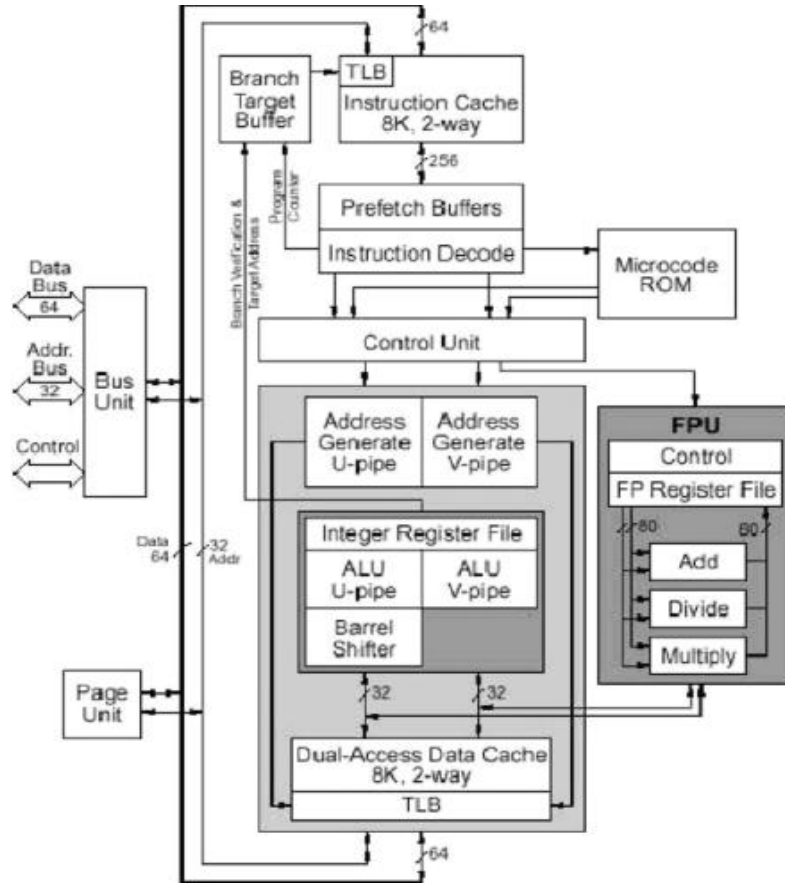 64
Branch
Target
Buffer
TLB
Instruction Cache
8K, 2-way
256
Branch Verification &
Target Address
Program
Counter
Prefetch Buffers
Instruction Decode
Microcode
ROM
Data
Bus
64
Addr.
Bus
32
Control
Bus
Unit
Control Unit
Address
Generate
U-pipe
Address
Generate
V-pipe
FPU
Control
FP Register File
80
80
Add
Divide
Multiply
Integer Register File
ALU
U-pipe
ALU
V-pipe
Barrel
Shifter
Data
64
32
Addr
32
32
Page
Unit
Dual-Access Data Cache
8K, 2-way
TLB
64